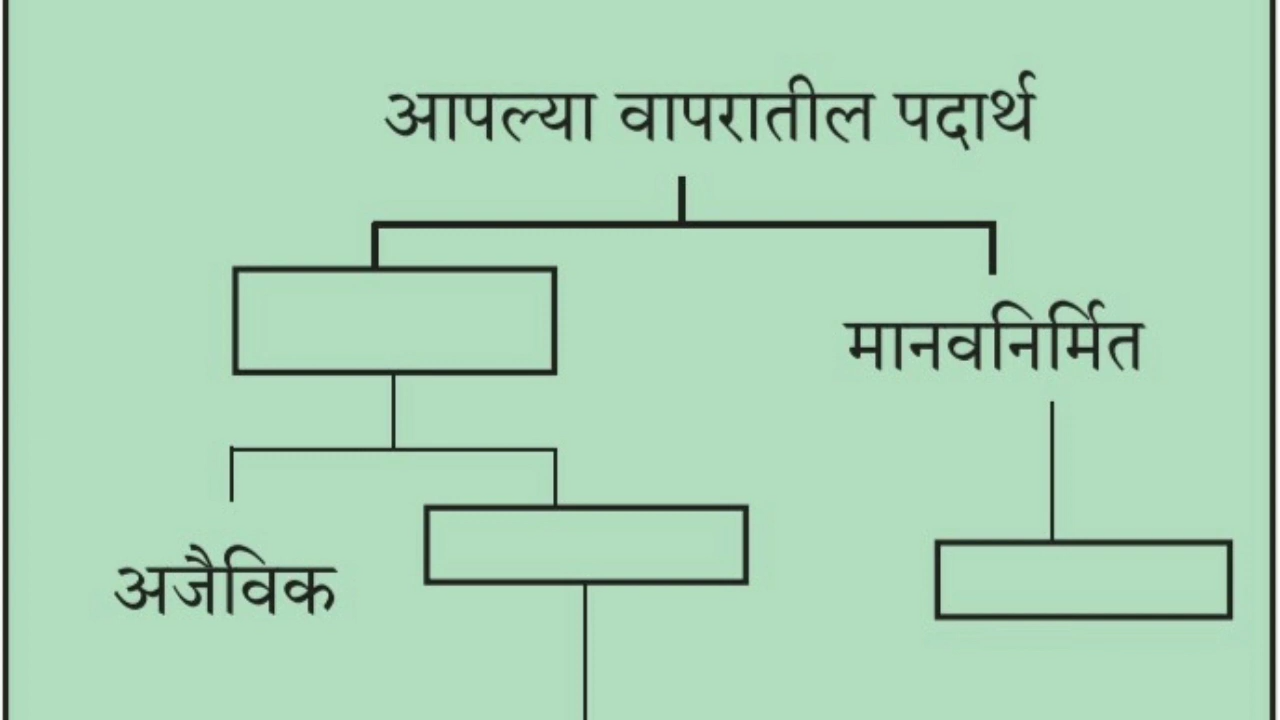 आपल्या वापरातील पदार्थ
मानवनिर्मित
अजैविक